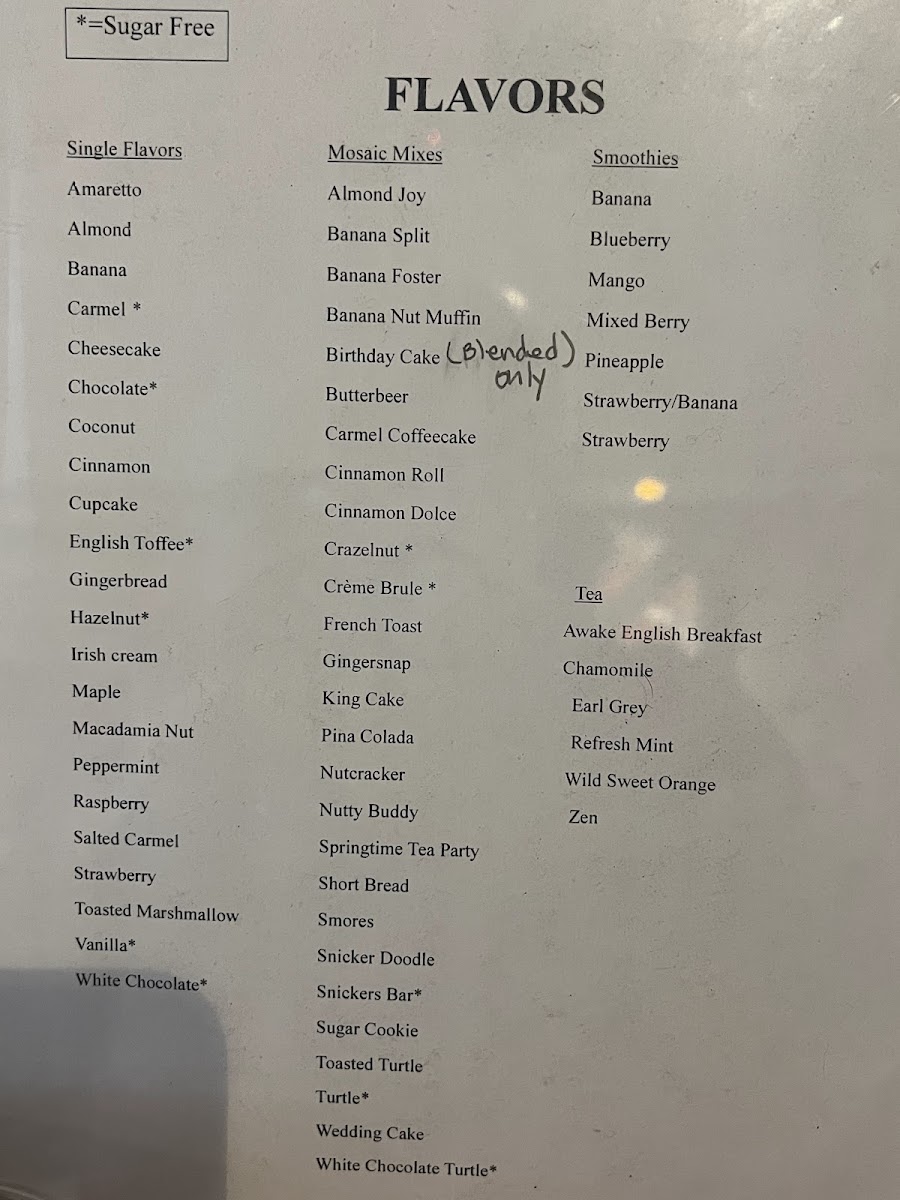 *=Sugar Free
FLAVORS
Single Flavors
Amaretto
Almond
Banana
Carmel *
Cheesecake
Chocolate*
Coconut
Cinnamon
Cupcake
English Toffee*
Gingerbread
Hazelnut*
Irish cream
Maple
Macadamia Nut
Peppermint
Raspberry
Salted Carmel
Strawberry
Toasted Marshmallow
Vanilla*
White Chocolate*
Mosaic Mixes
Almond Joy
Banana Split
Banana Foster
Banana Nut Muffin
Birthday Cake (Blended)
only
Butterbeer
Carmel Coffeecake
Cinnamon Roll
Cinnamon Dolce
Crazelnut *
Crème Brule *
French Toast
Gingersnap
King Cake
Pina Colada
Nutcracker
Nutty Buddy
Springtime Tea Party
Short Bread
Smores
Snicker Doodle
Snickers Bar*
Sugar Cookie
Toasted Turtle
Turtle*
Wedding Cake
White Chocolate Turtle*
Smoothies
Banana
Blueberry
Mango
Mixed Berry
Pineapple
Strawberry/Banana
Strawberry
Tea
Awake English Breakfast
Chamomile
Earl Grey
Refresh Mint
Wild Sweet Orange
Zen